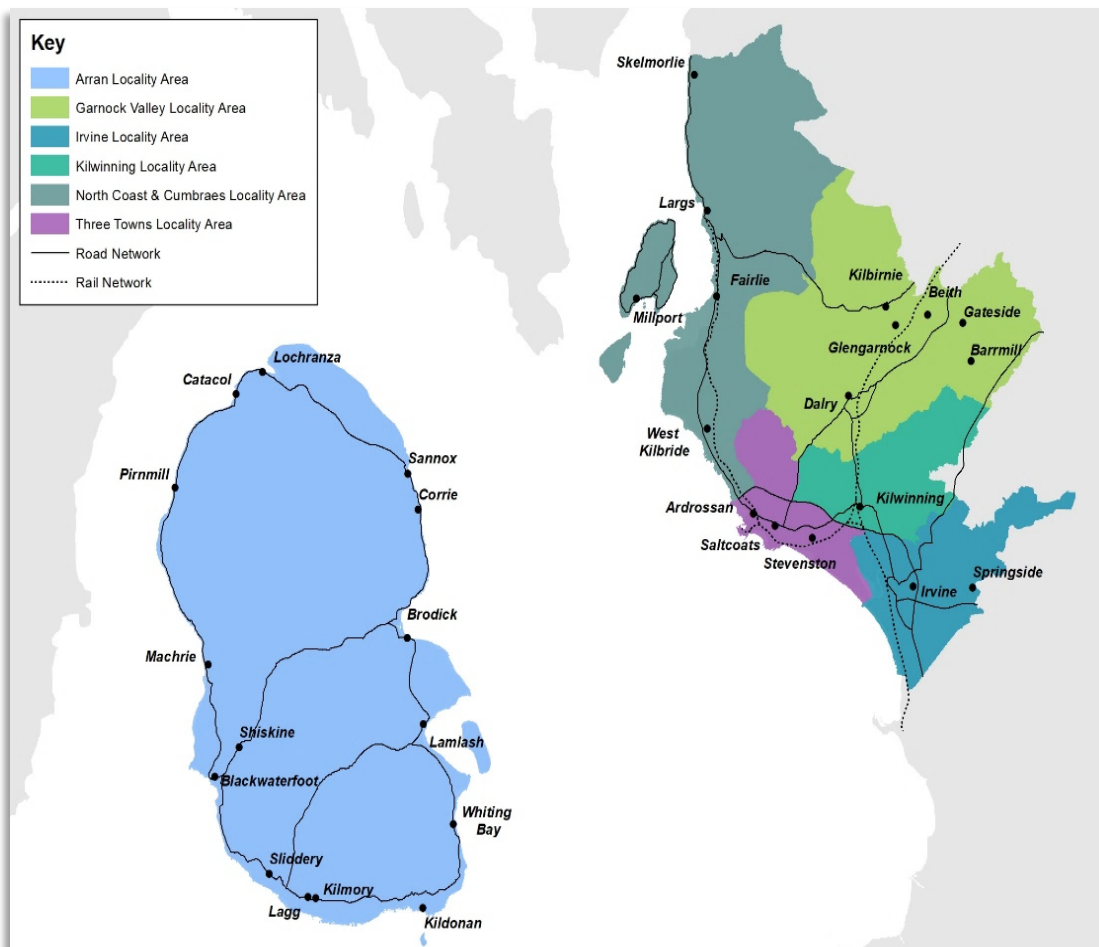 Key
Arran Locality Area
Garnock Valley Locality Area
Irvine Locality Area
Kilwinning Locality Area
North Coast & Cumbraes Locality Area
Three Towns Locality Area
Road Network
Rail Network
Skelmorlie
Largs
Fairlie
Millport
Kilbirnie
Beith
Gateside
Glengarnock
Barrmill
Dalry
West
Kilbride
Ardrossan
Saltcoats
Stevenston
Kilwinning
Irvine
Springside
Lochranza
Catacol
Sannox
Corrie
Pirnmill
Brodick
Machrie
Shiskine
Lamlash
Blackwaterfoot
Whiting
Bay
Sliddery
Kilmory
Lagg
Kildonan